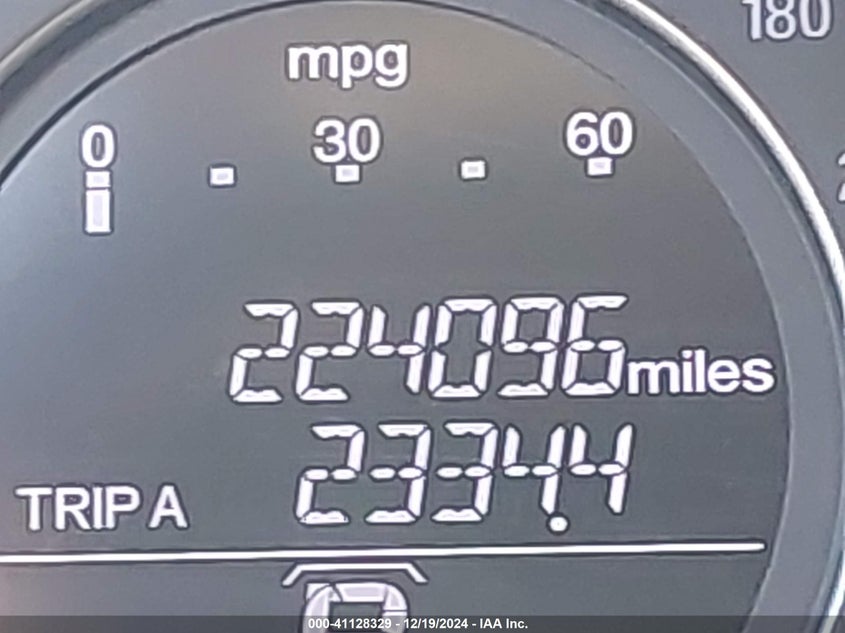 180
mpg
0 30 60
224096 miles
TRIP A 2334.4
000-41128329 - 12/19/2024 - IAA Inc.